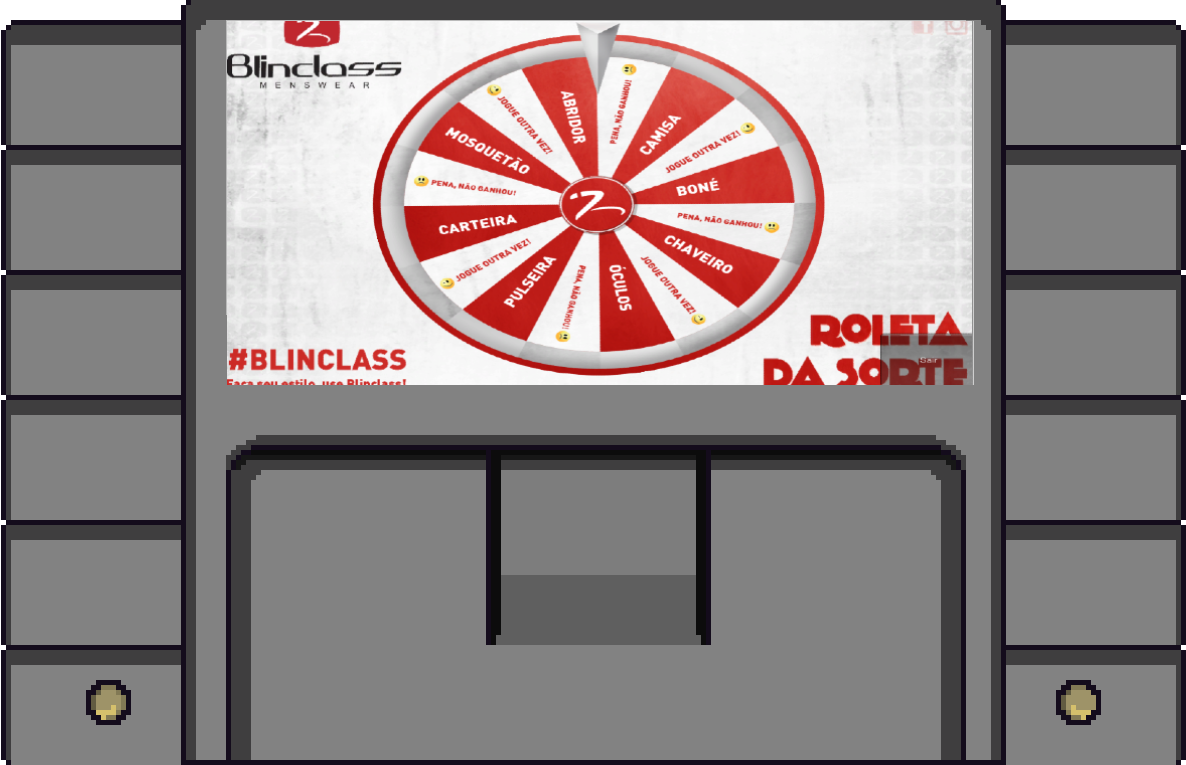 Blinclass
MENSWEAR
ABRIDOR
PENA, NÃO GANHOU!
CAMISA
JOGUE OUTRA VEZ!
BONÉ
PENA, NÃO GANHOU!
CHAVEIRO
JOGUE OUTRA VEZ!
ÓCULOS
PENA, NÃO GANHOU!
PULSEIRA
JOGUE OUTRA VEZ!
CARTEIRA
PENA, NÃO GANHOU!
MOSQUETÃO
JOGUE OUTRA VEZ!
#BLINCLASS
Faça seu estilo, use Blinclass!
ROLETA
DA SORTE
Sair